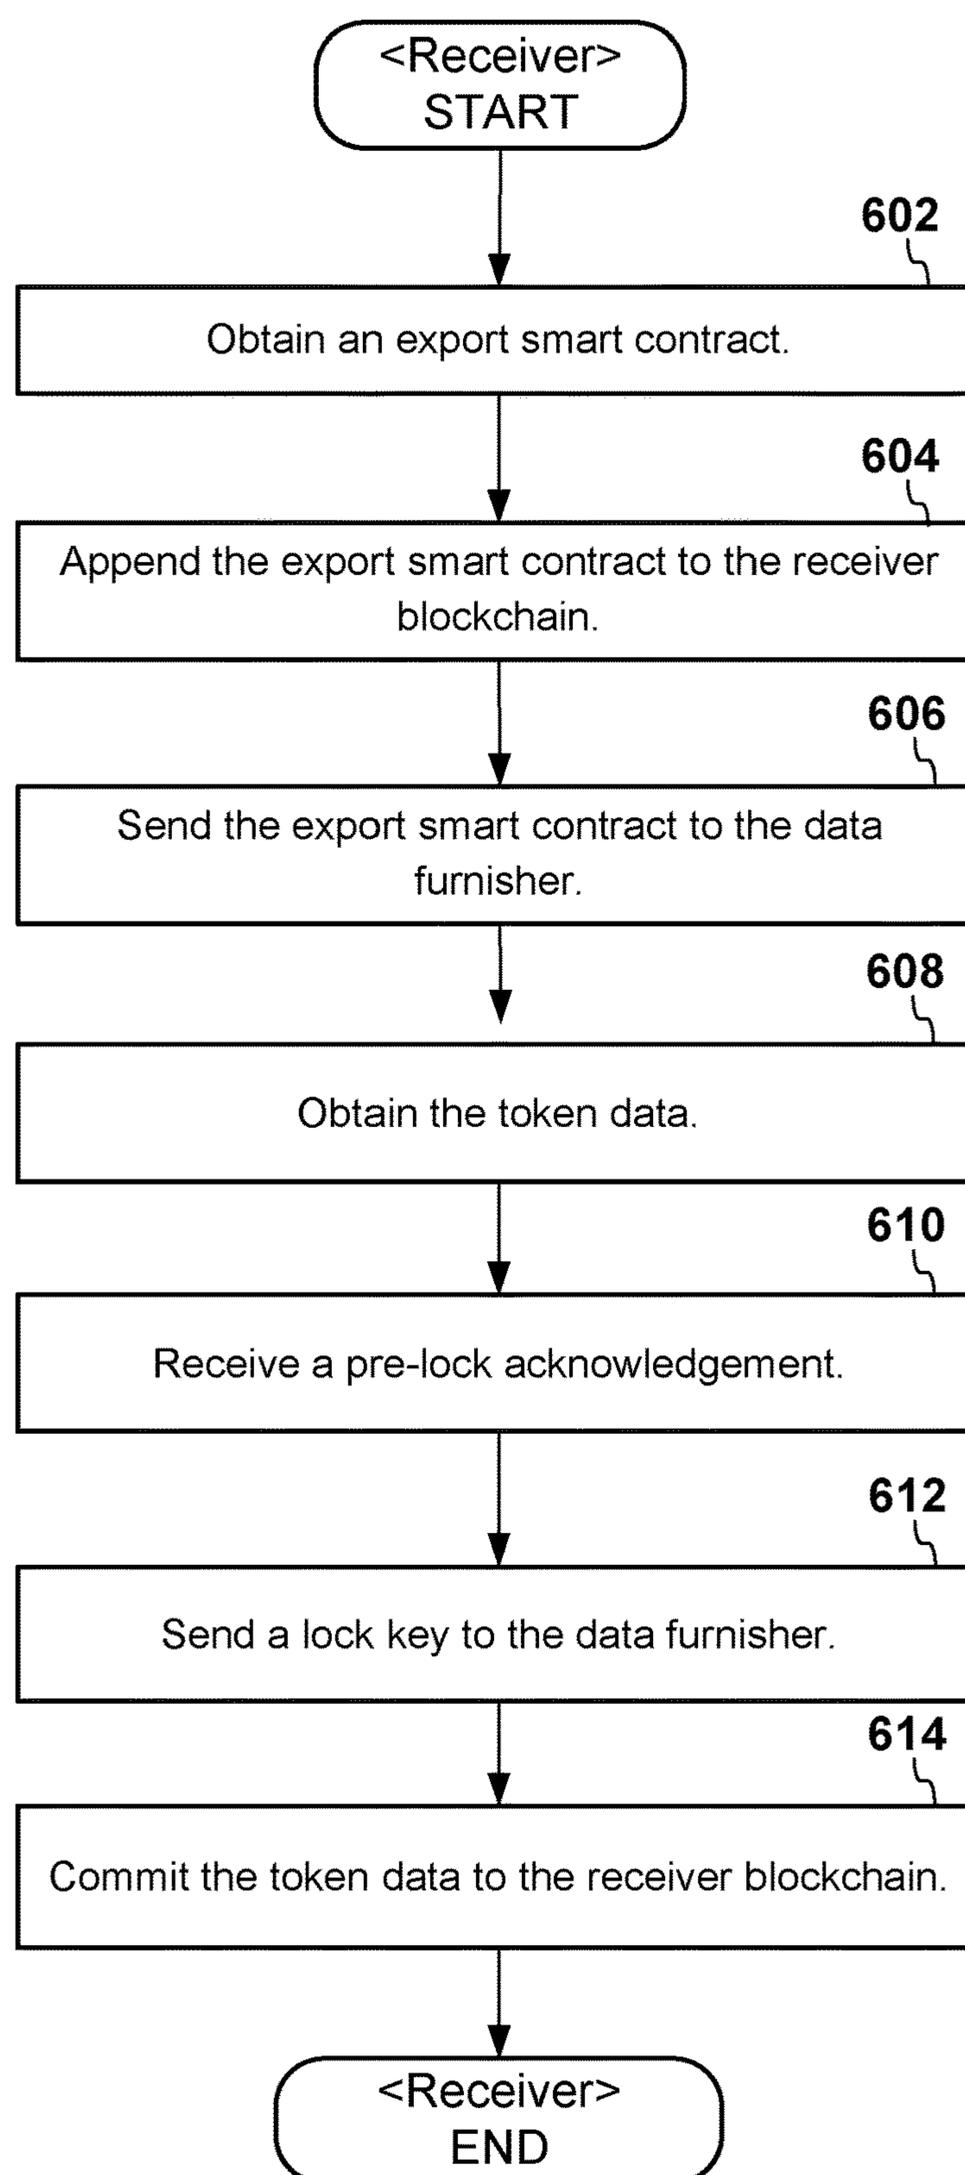 <Receiver>
START
602
Obtain an export smart contract.
604
Append the export smart contract to the receiver
blockchain.
606
Send the export smart contract to the data
furnisher.
608
Obtain the token data.
610
Receive a pre-lock acknowledgement.
612
Send a lock key to the data furnisher.
614
Commit the token data to the receiver blockchain.
<Receiver>
END